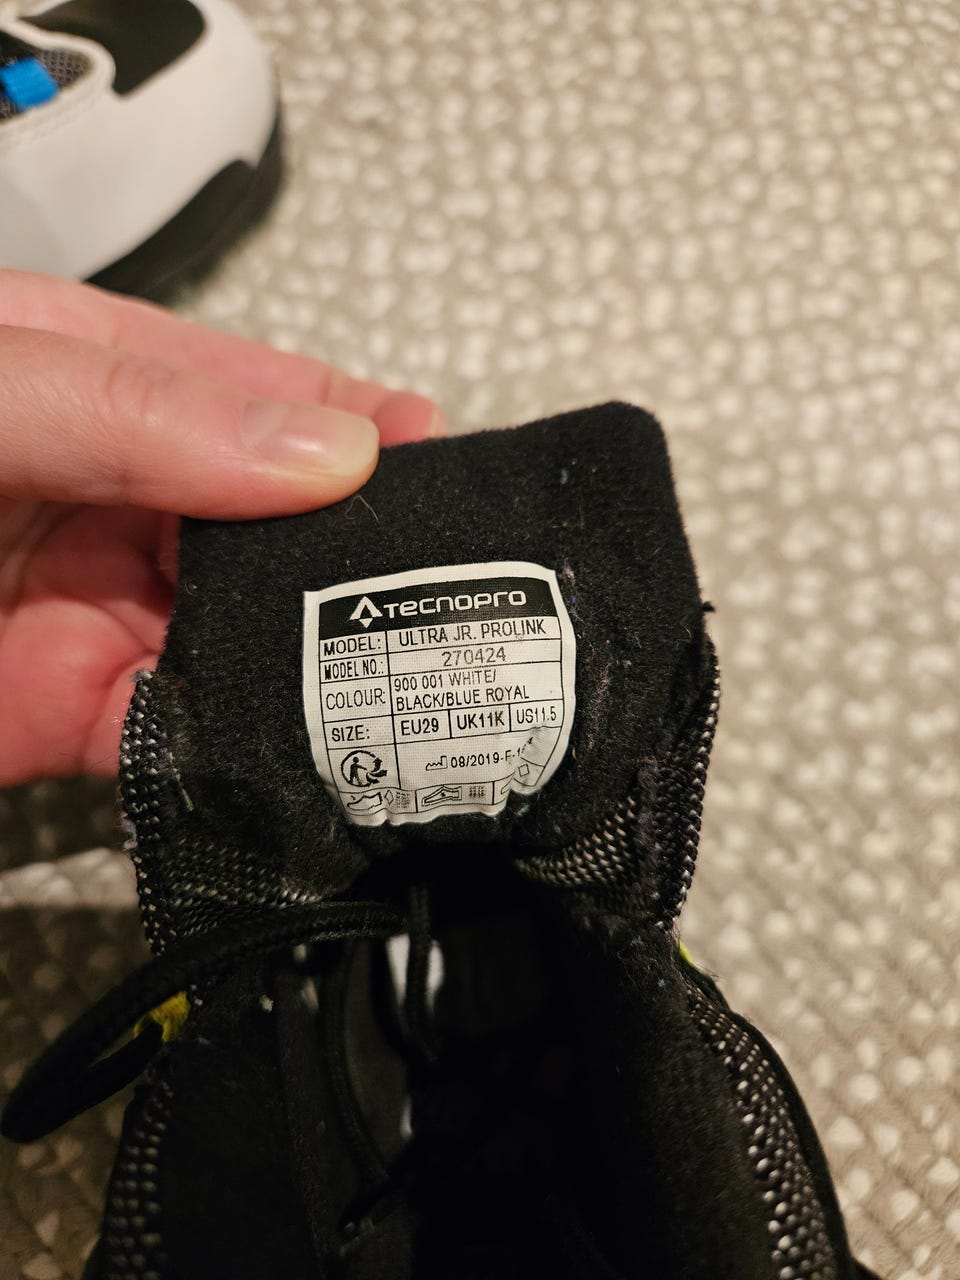 TECNOPRO
MODEL: ULTRA JR. PROLINK
MODEL NO.: 270424
COLOUR: 900 001 WHITE/
BLACK/BLUE ROYAL
SIZE: EU29 UK11K US11.5
08/2019-F-